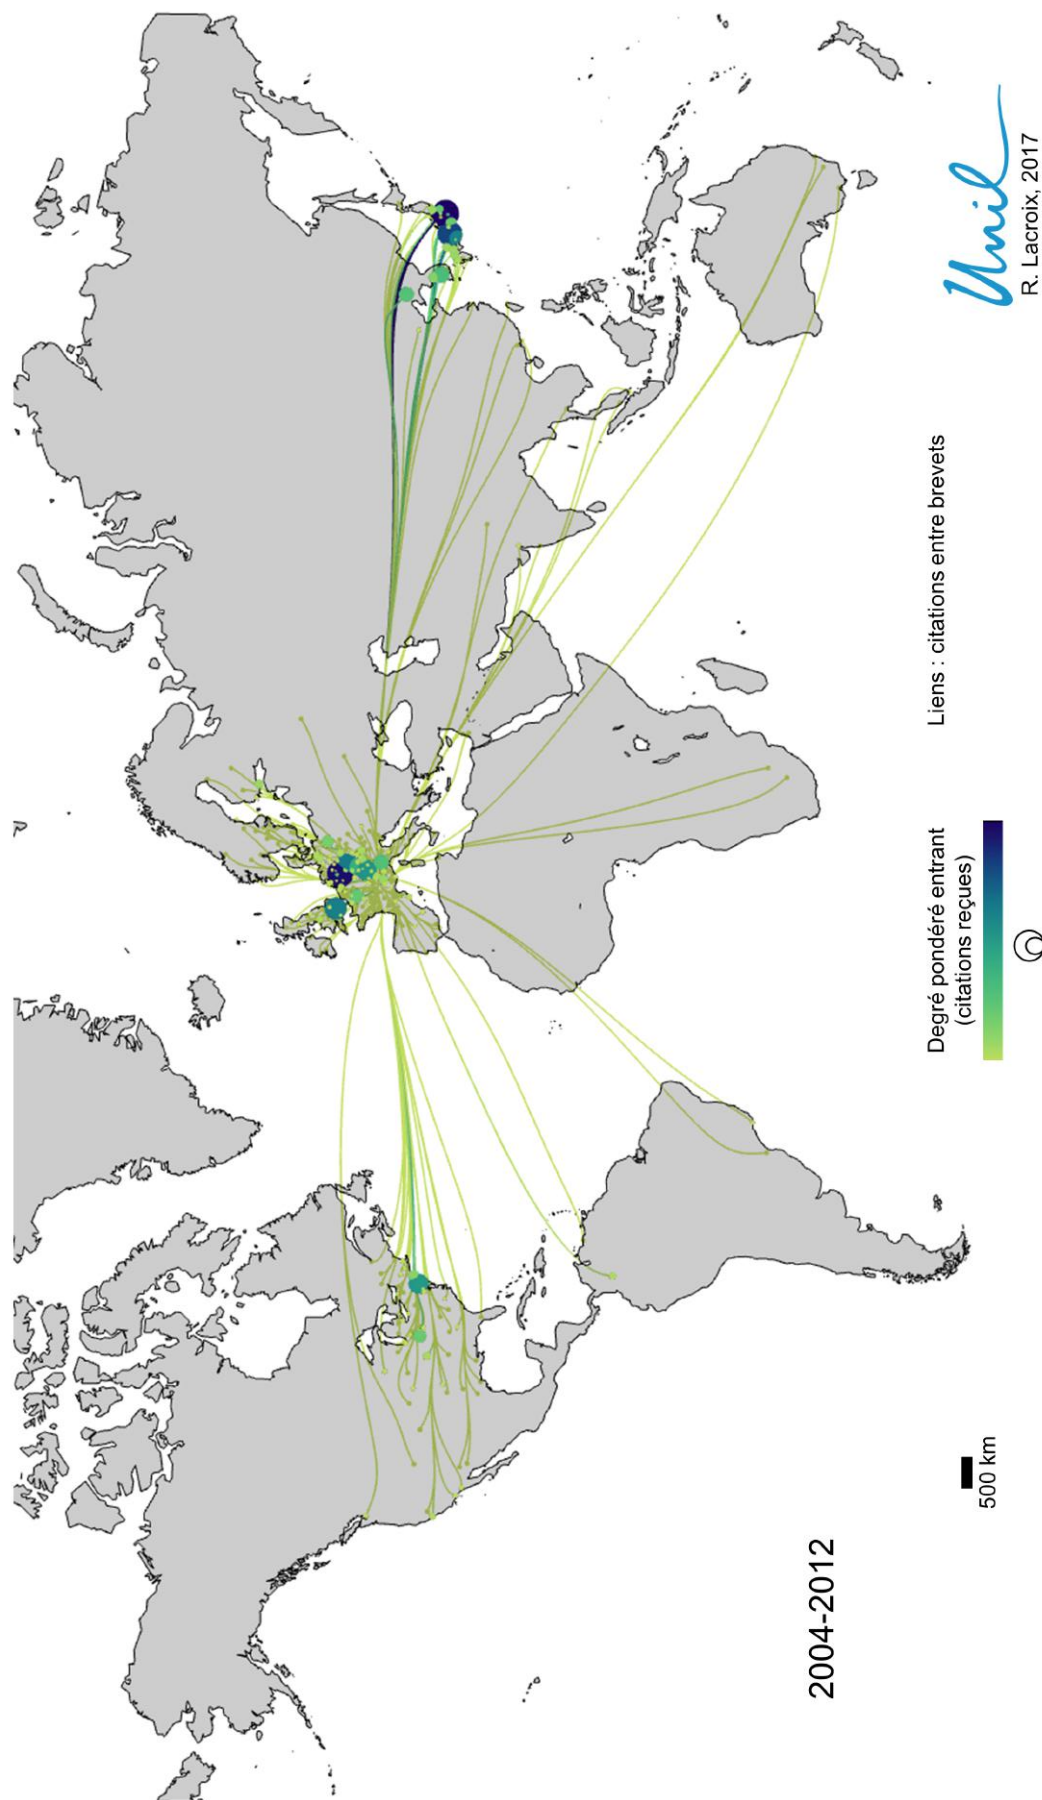 2004-2012
500 km
Degré pondéré entrant
(citations reçues)
Liens : citations entre brevets
Unil
R. Lacroix, 2017